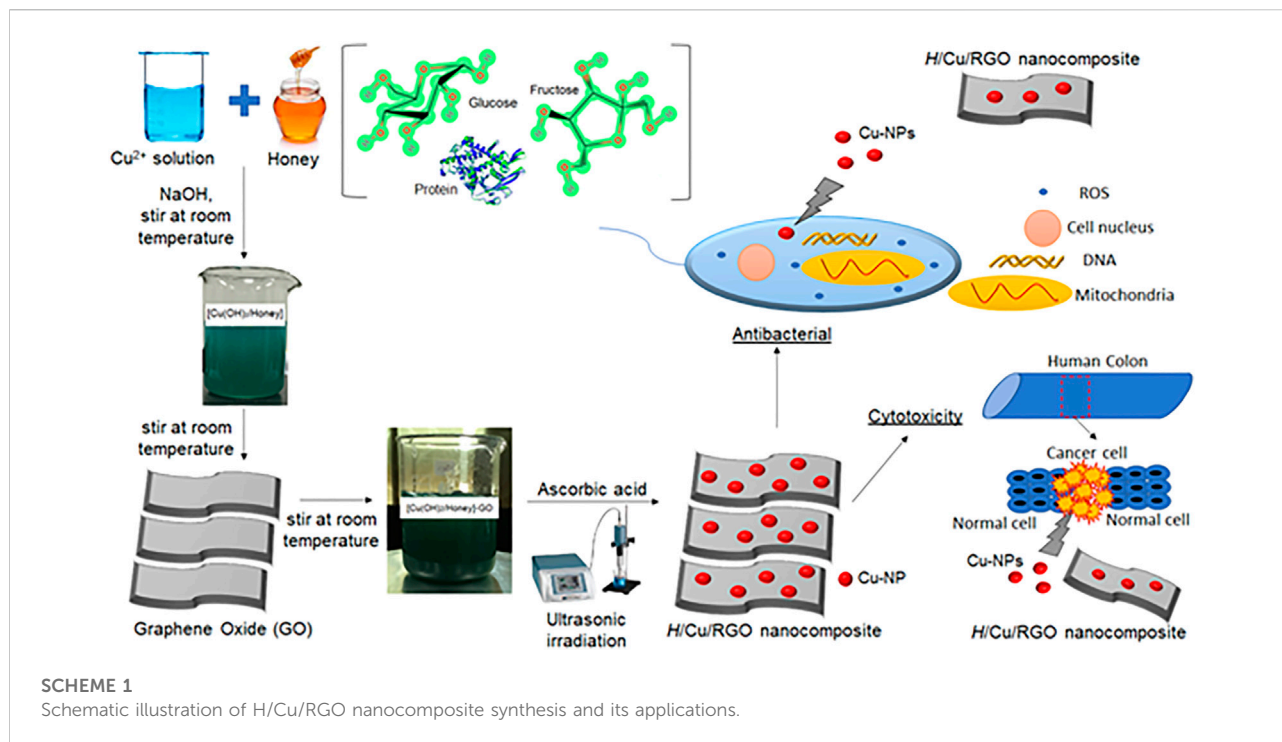 Cu²⁺ solution
Honey
Glucose
Fructose
Protein
NaOH,
stir at room
temperature
[Cu(OH)₂/Honey]
stir at room
temperature
Graphene Oxide (GO)
stir at room
temperature
[Cu(OH)₂/Honey]-GO
Ascorbic acid
Ultrasonic
irradiation
H/Cu/RGO nanocomposite
Cu-NP
H/Cu/RGO nanocomposite
Cu-NPs
ROS
Cell nucleus
DNA
Mitochondria
Antibacterial
Cytotoxicity
Human Colon
Cancer cell
Normal cell
Normal cell
Cu-NPs
H/Cu/RGO nanocomposite
SCHEME 1
Schematic illustration of H/Cu/RGO nanocomposite synthesis and its applications.